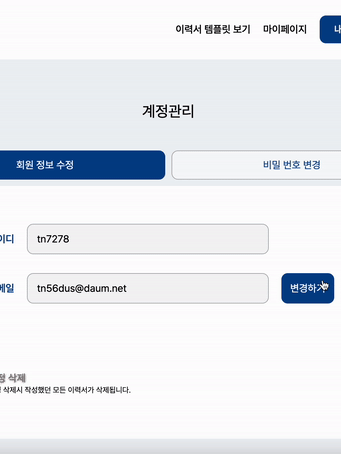 이력서 템플릿 보기 마이페이지 내
계정관리
회원 정보 수정 비밀 번호 변경
이디 tn7278
메일 tn56dus@daum.net 변경하기
정 삭제
삭제시 작성했던 모든 이력서가 삭제됩니다.